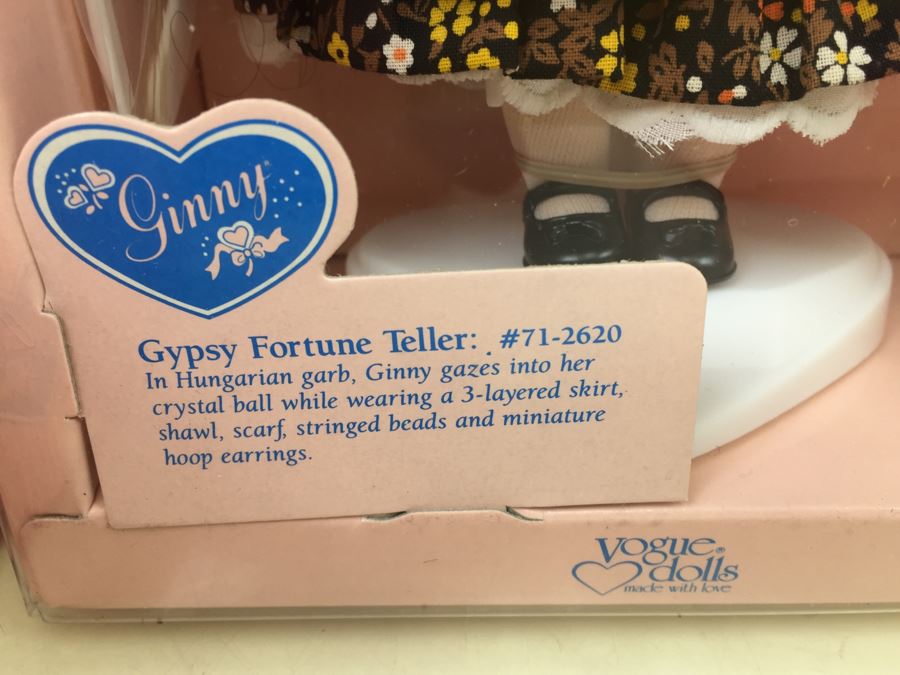 Ginny®
Gypsy Fortune Teller: #71-2620
In Hungarian garb, Ginny gazes into her
crystal ball while wearing a 3-layered skirt,
shawl, scarf, stringed beads and miniature
hoop earrings.
Vogue®
dolls
made with love